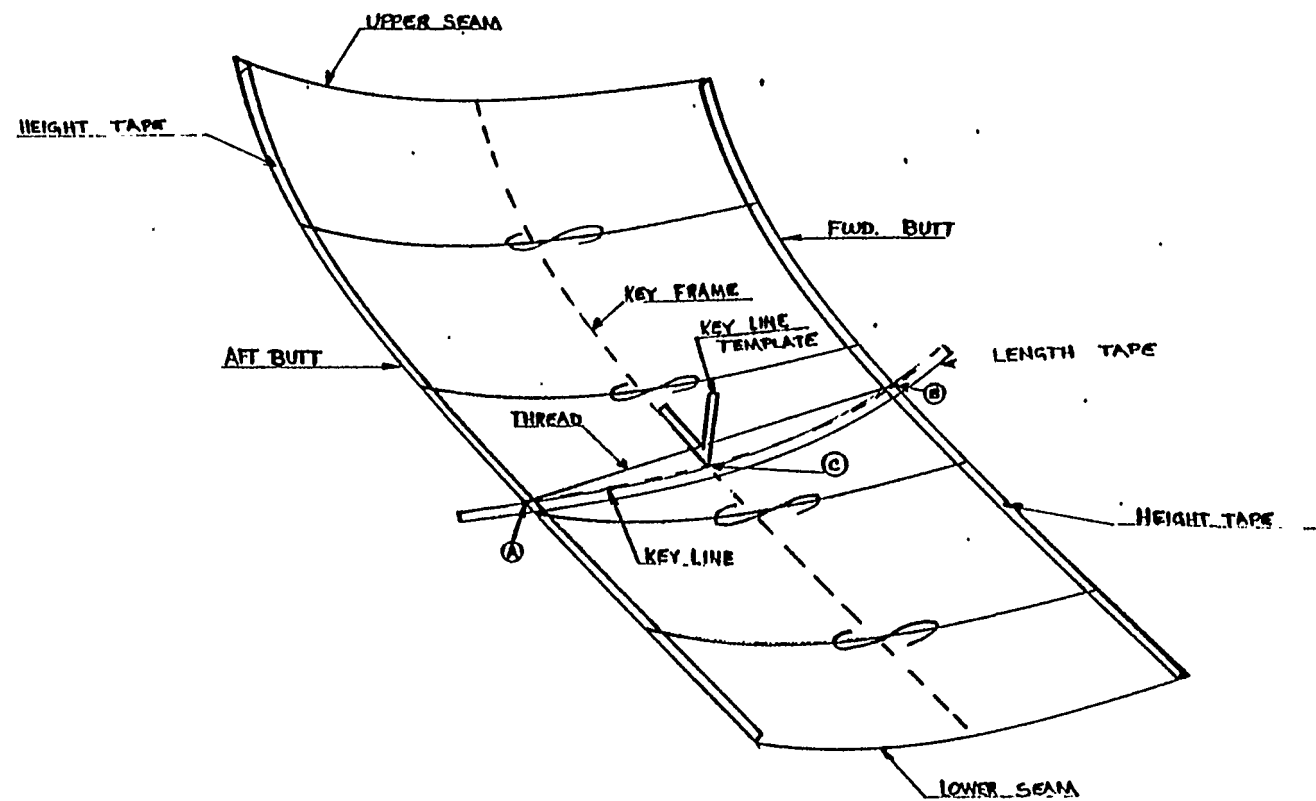 UPPER SEAM
HEIGHT TAPE
FWD. BUTT
KEY FRAME
KEY LINE
TEMPLATE
LENGTH TAPE
AFT BUTT
B
THREAD
C
HEIGHT TAPE
A
KEY LINE
LOWER SEAM